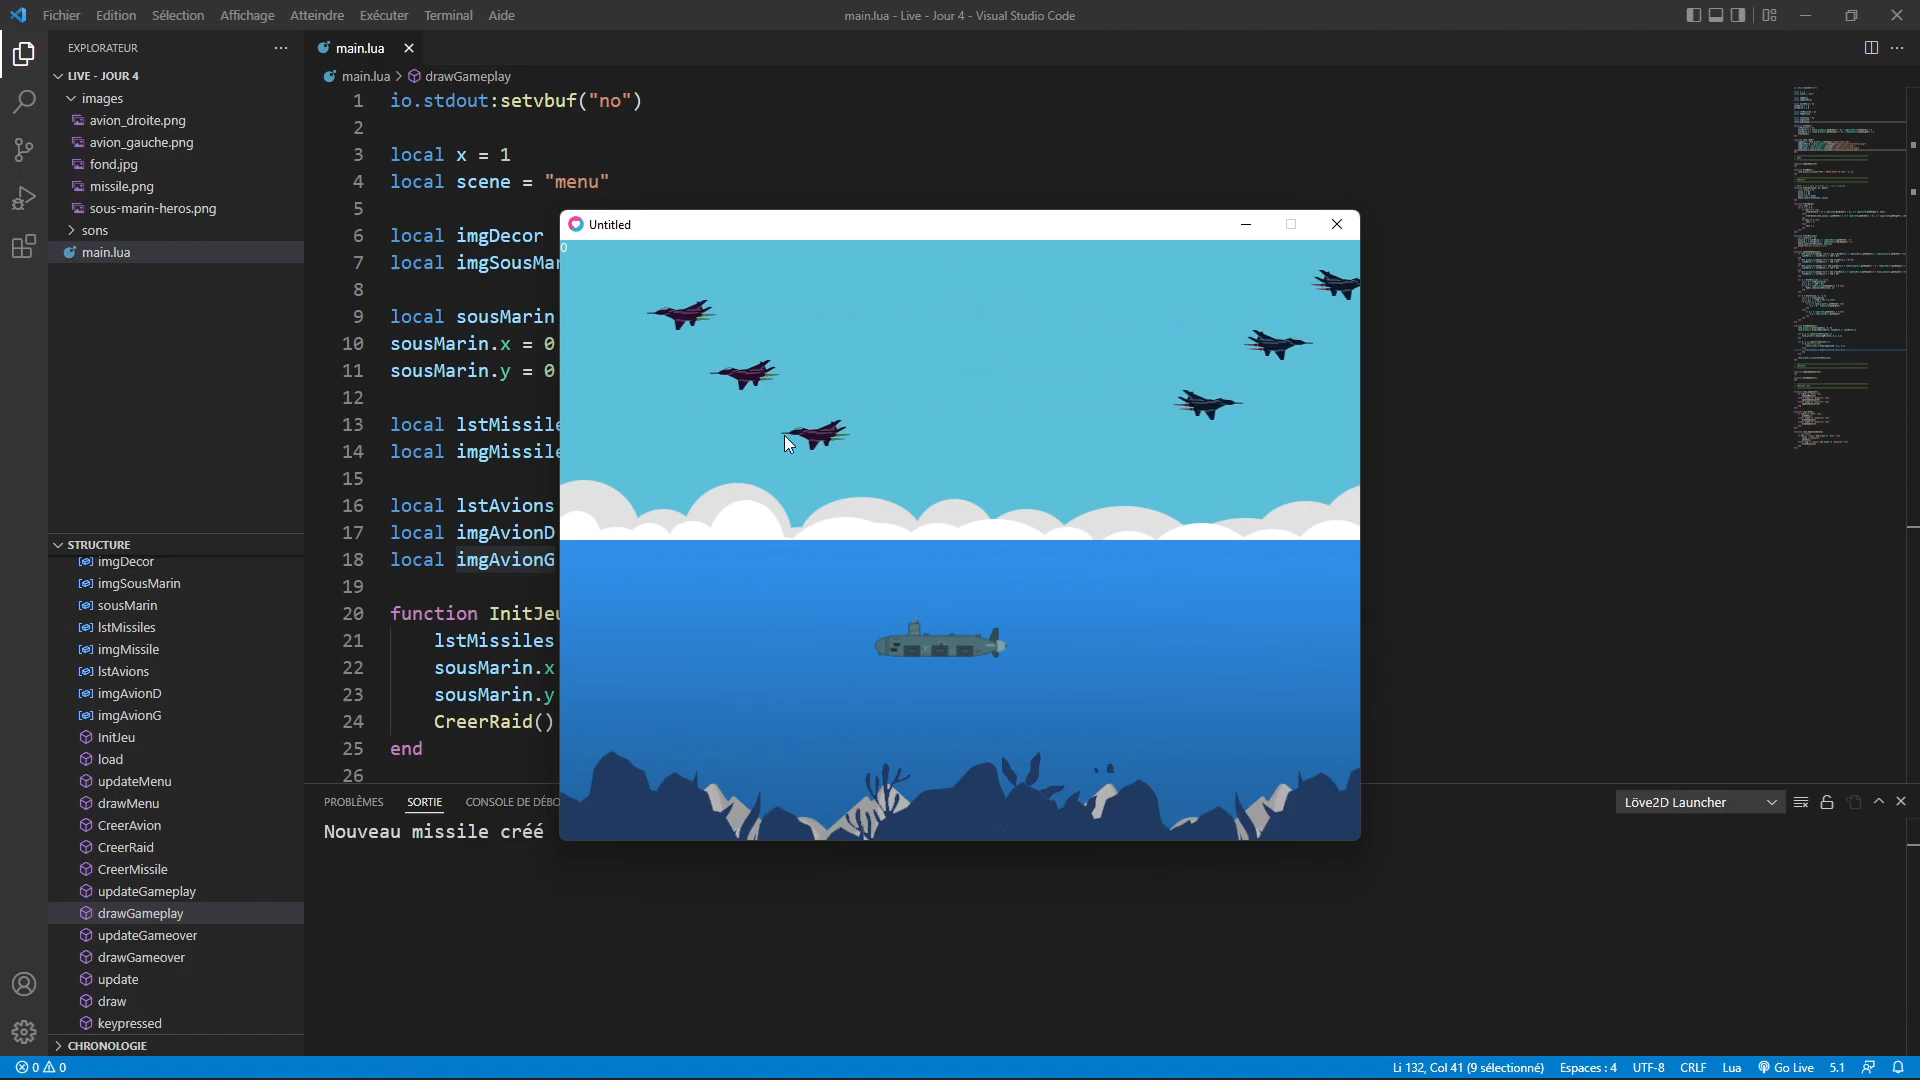 Fichier Edition Sélection Affichage Atteindre Exécuter Terminal Aide
main.lua - Live - Jour 4 - Visual Studio Code
EXPLORATEUR
LIVE - JOUR 4
images
avion_droite.png
avion_gauche.png
fond.jpg
missile.png
sous-marin-heros.png
sons
main.lua
STRUCTURE
imgDecor
imgSousMarin
sousMarin
lstMissiles
imgMissile
lstAvions
imgAvionD
imgAvionG
InitJeu
load
updateMenu
drawMenu
CreerAvion
CreerRaid
CreerMissile
updateGameplay
drawGameplay
updateGameover
drawGameover
update
draw
keypressed
CHRONOLOGIE
main.lua
main.lua > drawGameplay
1 io.stdout:setvbuf("no")
2
3 local x = 1
4 local scene = "menu"
5
6 local imgDecor
7 local imgSousMar
8
9 local sousMarin
10 sousMarin.x = 0
11 sousMarin.y = 0
12
13 local lstMissile
14 local imgMissile
15
16 local lstAvions
17 local imgAvionD
18 local imgAvionG
19
20 function InitJeu
21 lstMissiles
22 sousMarin.x
23 sousMarin.y
24 CreerRaid()
25 end
26
Untitled
0
PROBLÈMES SORTIE CONSOLE DE DÉBO
Löve2D Launcher
Nouveau missile créé
0 0
Li 132, Col 41 (9 sélectionné) Espaces : 4 UTF-8 CRLF Lua Go Live 5.1